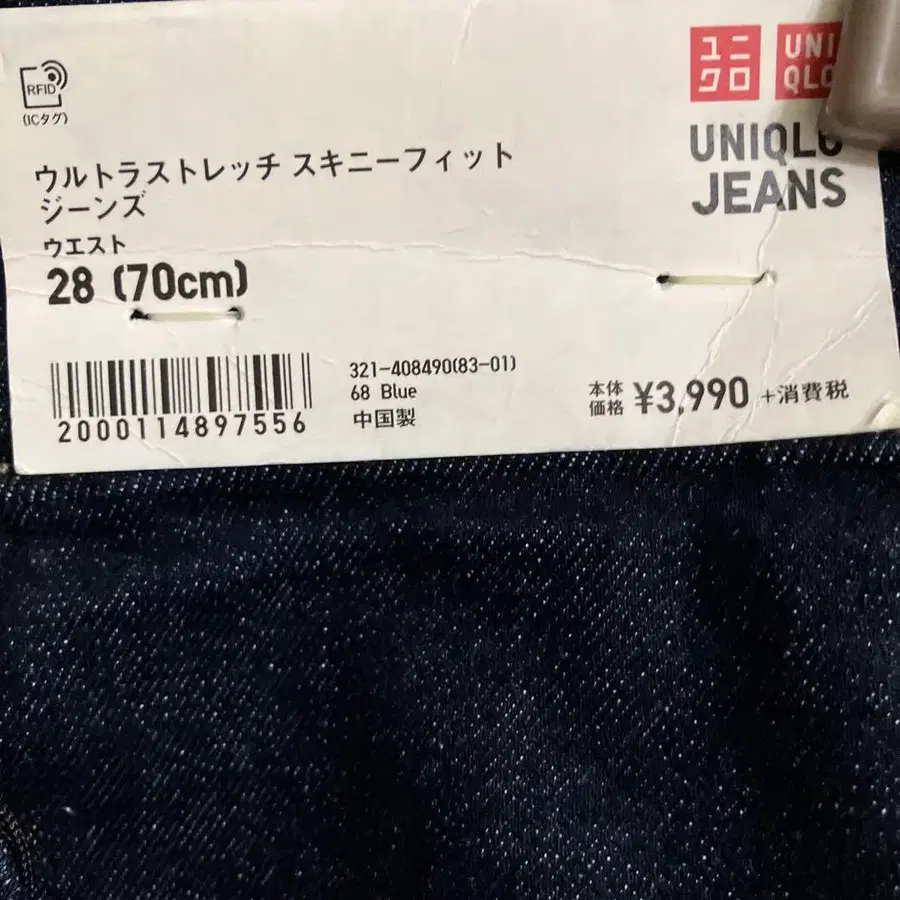 RFID
(ICタグ)
ユニ
クロ
UNI
QLO
UNIQLO
JEANS
ウルトラストレッチ スキニーフィット
ジーンズ
ウエスト
28 (70cm)
2000114897556
321-408490(83-01)
68 Blue
中国製
本体
価格 ¥3,990 +消費税